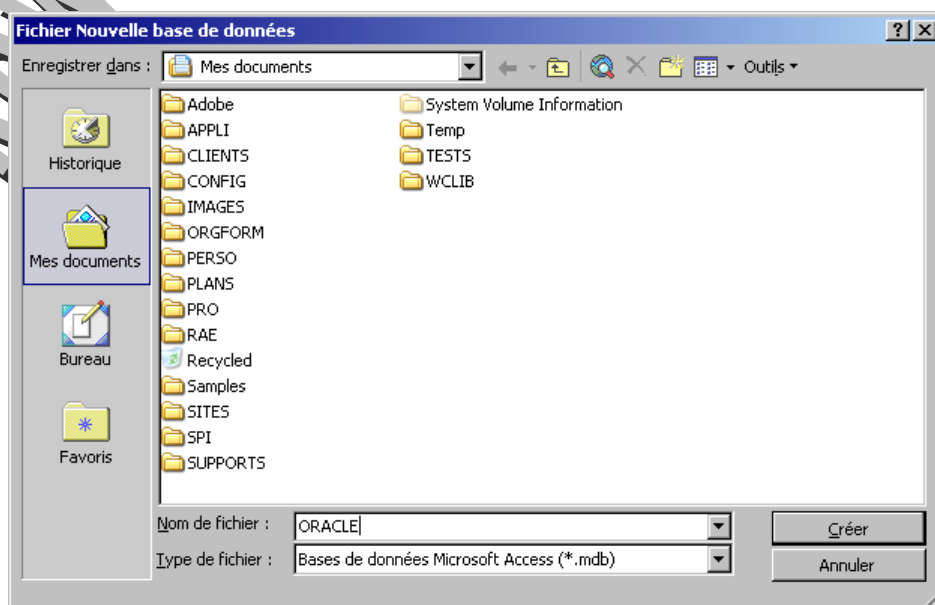 Fichier Nouvelle base de données
Enregistrer dans : Mes documents Outils
Historique
Mes documents
Bureau
Favoris
Adobe
APPLI
CLIENTS
CONFIG
IMAGES
ORGFORM
PERSO
PLANS
PRO
RAE
Recycled
Samples
SITES
SPI
SUPPORTS
System Volume Information
Temp
TESTS
WCLIB
Nom de fichier : ORACLE
Créer
Type de fichier : Bases de données Microsoft Access (*.mdb)
Annuler